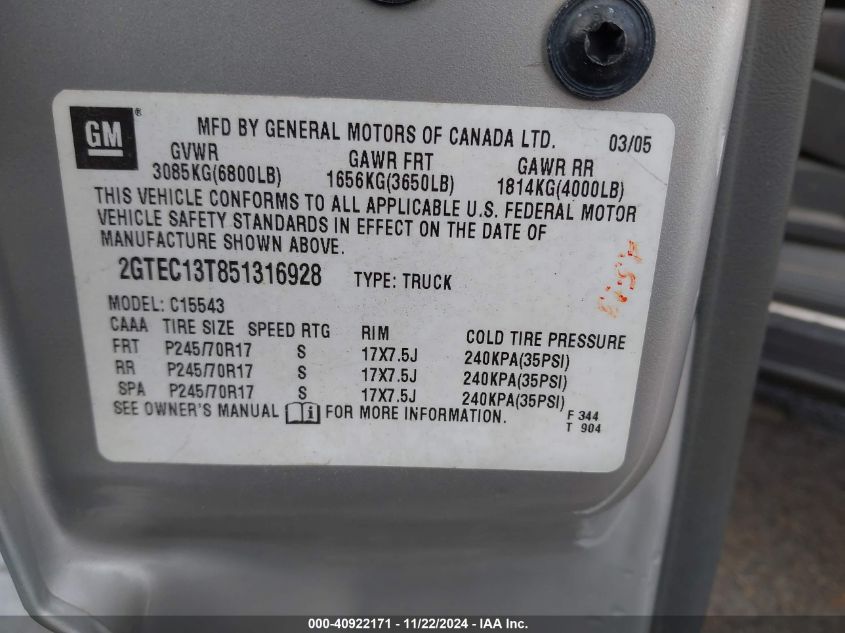 GM ®
MFD BY GENERAL MOTORS OF CANADA LTD. 03/05
GVWR GAWR FRT GAWR RR
3085KG(6800LB) 1656KG(3650LB) 1814KG(4000LB)
THIS VEHICLE CONFORMS TO ALL APPLICABLE U.S. FEDERAL MOTOR
VEHICLE SAFETY STANDARDS IN EFFECT ON THE DATE OF
MANUFACTURE SHOWN ABOVE.
2GTEC13T851316928 TYPE: TRUCK
MODEL: C15543
CAAA TIRE SIZE SPEED RTG RIM COLD TIRE PRESSURE
FRT P245/70R17 S 17X7.5J 240KPA(35PSI)
RR P245/70R17 S 17X7.5J 240KPA(35PSI)
SPA P245/70R17 S 17X7.5J 240KPA(35PSI)
SEE OWNER'S MANUAL i FOR MORE INFORMATION.
F 344
T 904
000-40922171 - 11/22/2024 - IAA Inc.